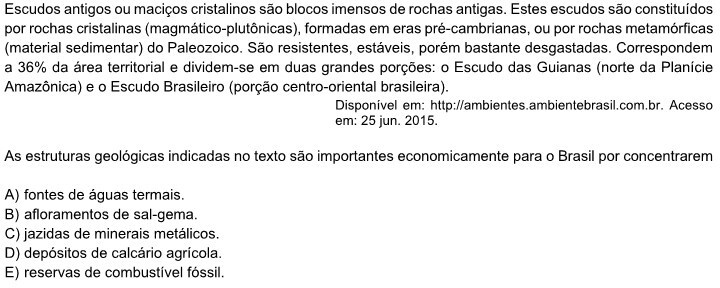 Escudos antigos ou maciços cristalinos são blocos imensos de rochas antigas. Estes escudos são constituídos
por rochas cristalinas (magmático-plutônicas), formadas em eras pré-cambrianas, ou por rochas metamórficas
(material sedimentar) do Paleozoico. São resistentes, estáveis, porém bastante desgastadas. Correspondem
a 36% da área territorial e dividem-se em duas grandes porções: o Escudo das Guianas (norte da Planície
Amazônica) e o Escudo Brasileiro (porção centro-oriental brasileira).
Disponível em: http://ambientes.ambientebrasil.com.br. Acesso
em: 25 jun. 2015.
As estruturas geológicas indicadas no texto são importantes economicamente para o Brasil por concentrarem
A) fontes de águas termais.
B) afloramentos de sal-gema.
C) jazidas de minerais metálicos.
D) depósitos de calcário agrícola.
E) reservas de combustível fóssil.